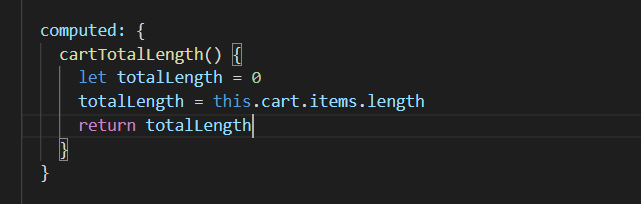 computed: {
cartTotalLength() {
let totalLength = 0
totalLength = this.cart.items.length
return totalLength
}
}